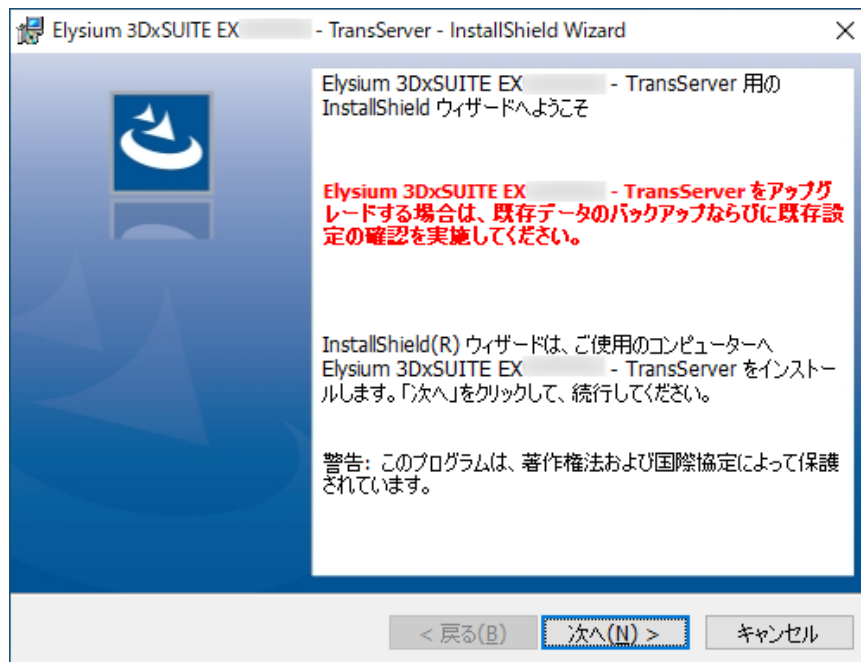 Elysium 3DxSUITE EX - TransServer - InstallShield Wizard
Elysium 3DxSUITE EX - TransServer 用の
InstallShield ウィザードへようこそ
Elysium 3DxSUITE EX - TransServer をアップグ
レードする場合は、既存データのバックアップならびに既存設
定の確認を実施してください。
InstallShield(R) ウィザードは、ご使用のコンピューターへ
Elysium 3DxSUITE EX - TransServer をインストー
ルします。「次へ」をクリックして、続行してください。
警告: このプログラムは、著作権法および国際協定によって保護
されています。
< 戻る(B) 次へ(N) > キャンセル